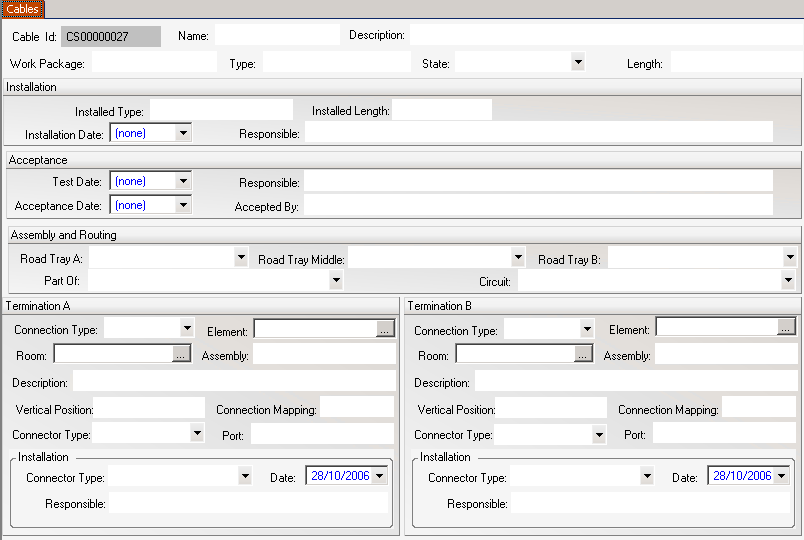 Cables
Cable Id: CS00000027 Name: Description:
Work Package: Type: State: Length:
Installation
Installed Type: Installed Length:
Installation Date: (none) Responsible:
Acceptance
Test Date: (none) Responsible:
Acceptance Date: (none) Accepted By:
Assembly and Routing
Road Tray A: Road Tray Middle: Road Tray B:
Part Of: Circuit:
Termination A
Connection Type: Element: ...
Room: ... Assembly:
Description:
Vertical Position: Connection Mapping:
Connector Type: Port:
Installation
Connector Type: Date: 28/10/2006
Responsible:
Termination B
Connection Type: Element: ...
Room: ... Assembly:
Description:
Vertical Position: Connection Mapping:
Connector Type: Port:
Installation
Connector Type: Date: 28/10/2006
Responsible: